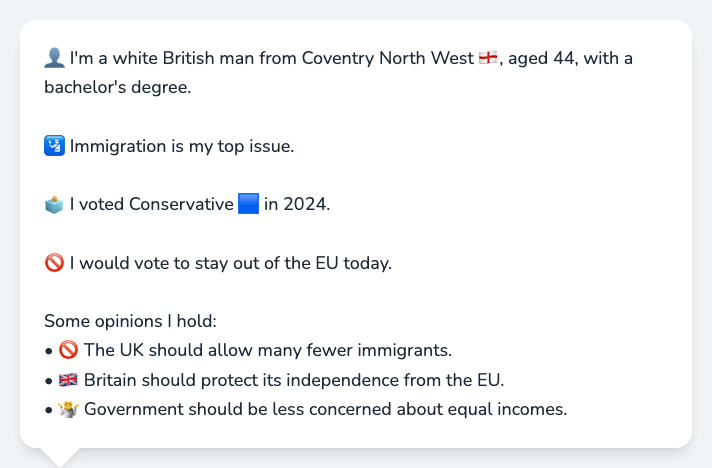 👤 I'm a white British man from Coventry North West 🏴󠁧󠁢󠁥󠁮󠁧󠁿, aged 44, with a
bachelor's degree.
🛂 Immigration is my top issue.
🗳️ I voted Conservative 🟦 in 2024.
🚫 I would vote to stay out of the EU today.
Some opinions I hold:
• 🚫 The UK should allow many fewer immigrants.
• 🇬🇧 Britain should protect its independence from the EU.
• 🤷 Government should be less concerned about equal incomes.